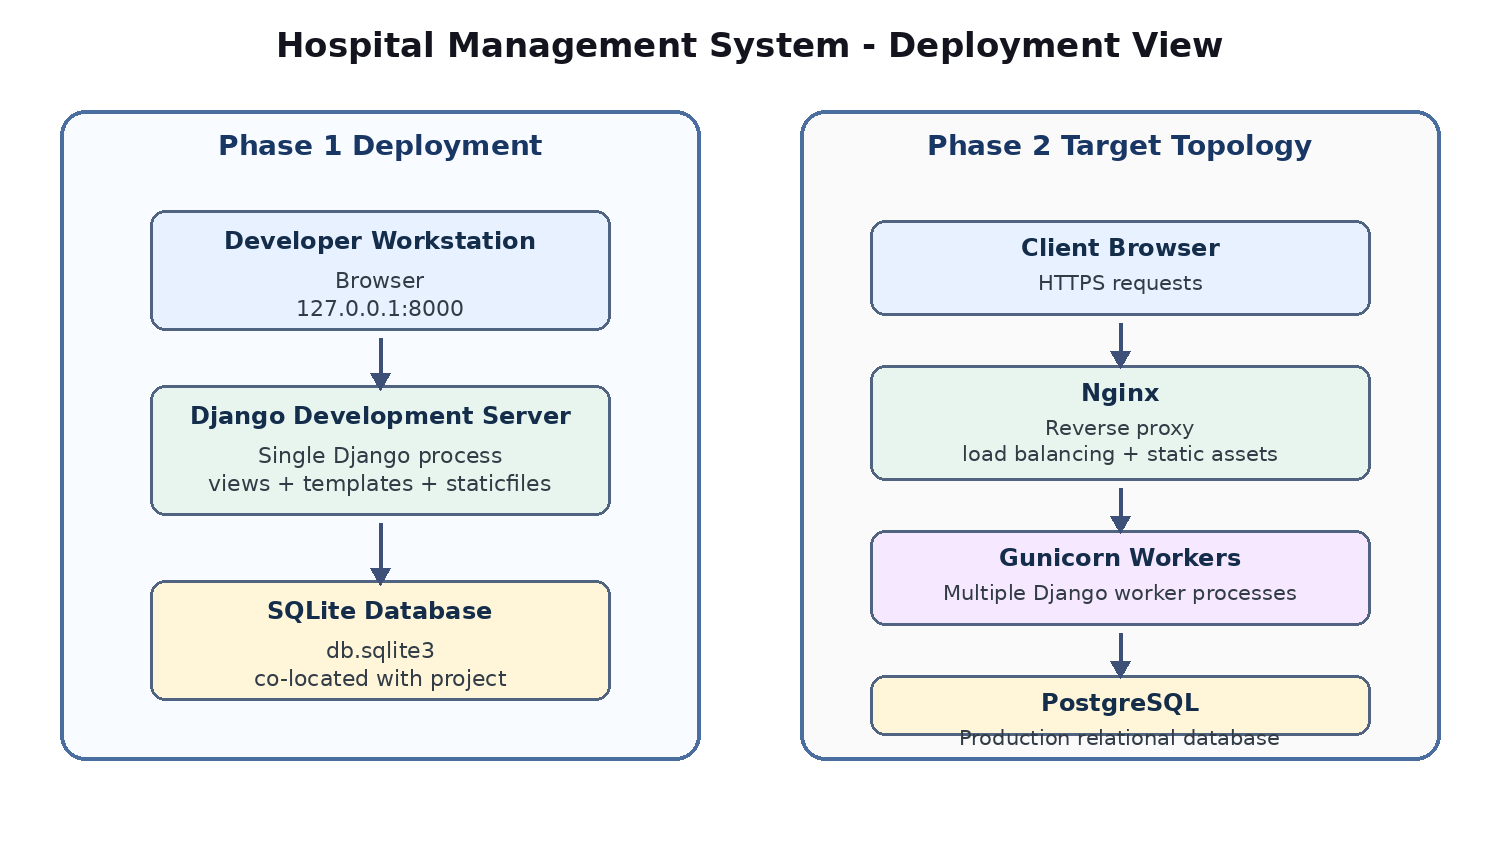 Hospital Management System - Deployment View
Phase 1 Deployment
Developer Workstation
Browser
127.0.0.1:8000
Django Development Server
Single Django process
views + templates + staticfiles
SQLite Database
db.sqlite3
co-located with project
Phase 2 Target Topology
Client Browser
HTTPS requests
Nginx
Reverse proxy
load balancing + static assets
Gunicorn Workers
Multiple Django worker processes
PostgreSQL
Production relational database